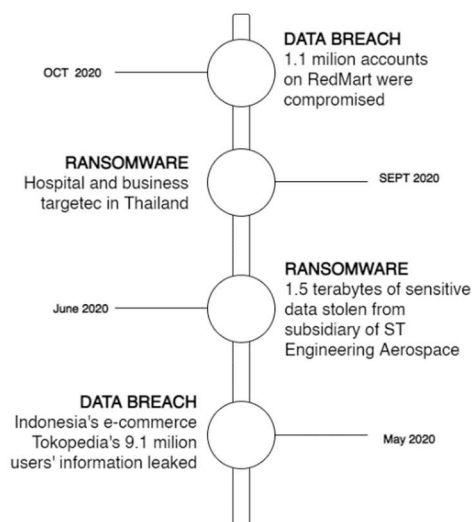 DATA BREACH
1.1 milion accounts
on RedMart were
compromised
OCT 2020
RANSOMWARE
Hospital and business
targetec in Thailand
SEPT 2020
RANSOMWARE
1.5 terabytes of sensitive
data stolen from
subsidiary of ST
Engineering Aerospace
June 2020
DATA BREACH
Indonesia's e-commerce
Tokopedia's 9.1 milion
users' information leaked
May 2020